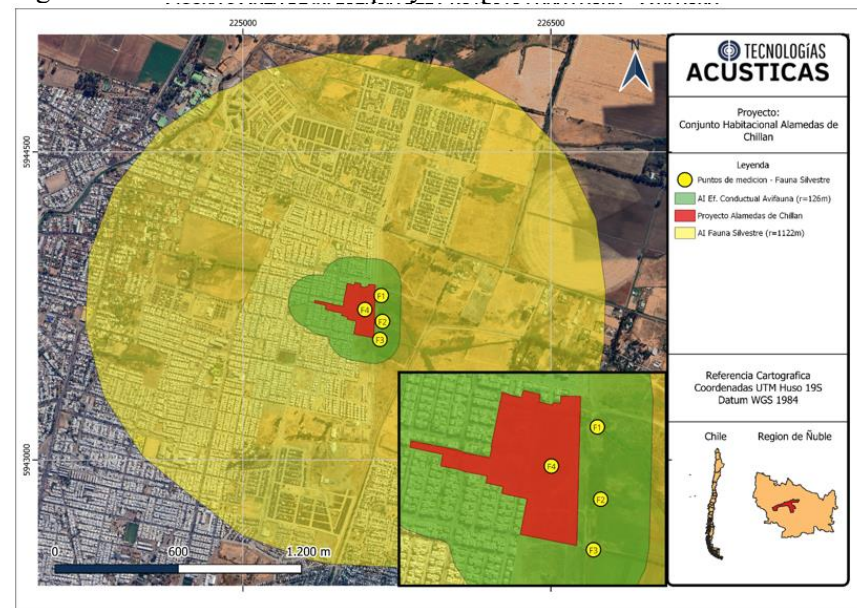 225000
226500
5944500
5943000
F1
F4
F2
F3
F1
F4
F2
F3
0
600
1.200 m
N
TECNOLOGÍAS
ACÚSTICAS
Proyecto:
Conjunto Habitacional Alamedas de
Chillan
Leyenda
Puntos de medicion - Fauna Silvestre
AI Ef. Conductual Avifauna (r=126m)
Proyecto Alamedas de Chillan
AI Fauna Silvestre (r=1122m)
Referencia Cartografica
Coordenadas UTM Huso 19S
Datum WGS 1984
Chile
Region de Ñuble